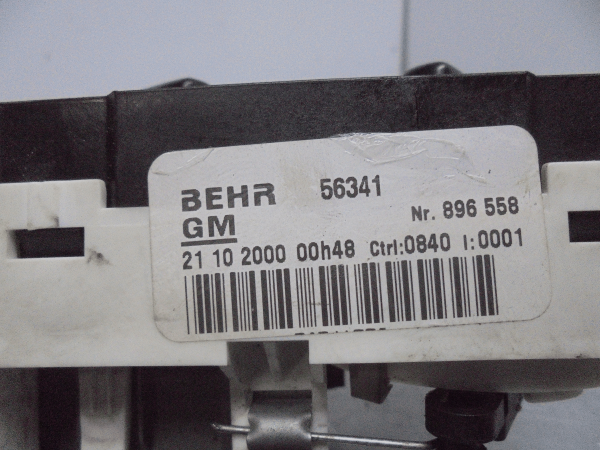 BEHR 56341
GM Nr. 896 558
21 10 2000 00h48 Ctrl:0840 I:0001